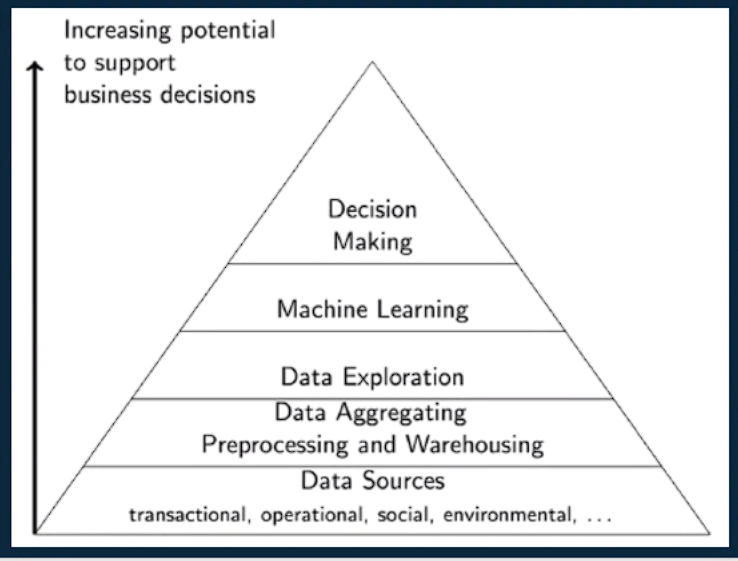 Increasing potential
to support
business decisions
Decision
Making
Machine Learning
Data Exploration
Data Aggregating
Preprocessing and Warehousing
Data Sources
transactional, operational, social, environmental, ...